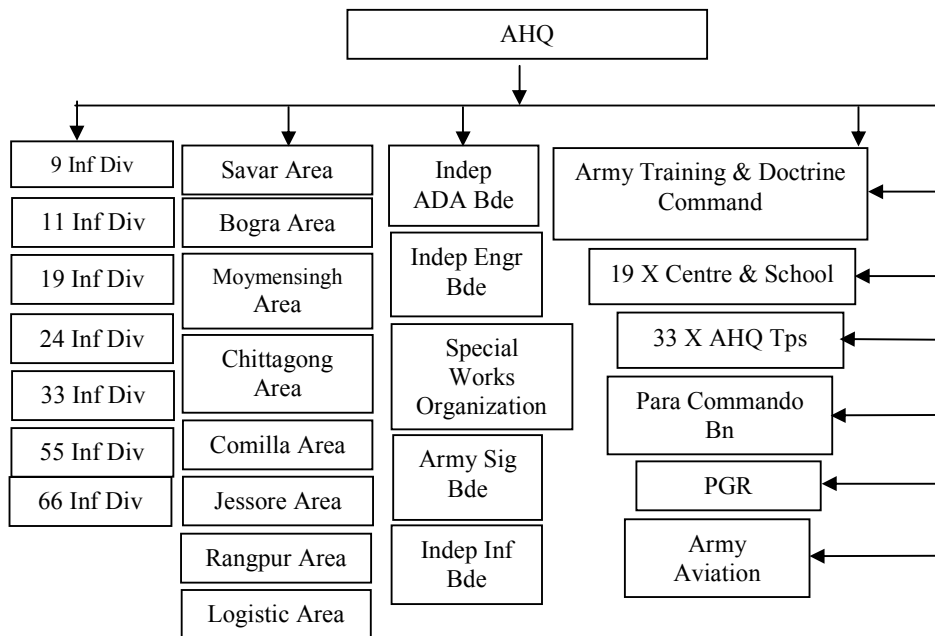 AHQ
9 Inf Div
11 Inf Div
19 Inf Div
24 Inf Div
33 Inf Div
55 Inf Div
66 Inf Div
Savar Area
Bogra Area
Moymensingh
Area
Chittagong
Area
Comilla Area
Jessore Area
Rangpur Area
Logistic Area
Indep
ADA Bde
Indep Engr
Bde
Special
Works
Organization
Army Sig
Bde
Indep Inf
Bde
Army Training & Doctrine
Command
19 X Centre & School
33 X AHQ Tps
Para Commando
Bn
PGR
Army
Aviation